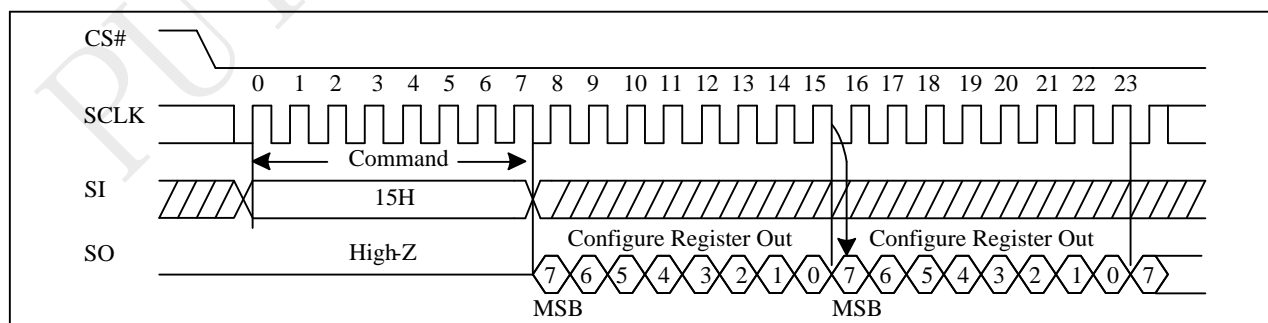 CS#
0 1 2 3 4 5 6 7 8 9 10 11 12 13 14 15 16 17 18 19 20 21 22 23
SCLK
Command
SI
15H
SO
High-Z
Configure Register Out
Configure Register Out
7 6 5 4 3 2 1 0 7 6 5 4 3 2 1 0 7
MSB
MSB
PU